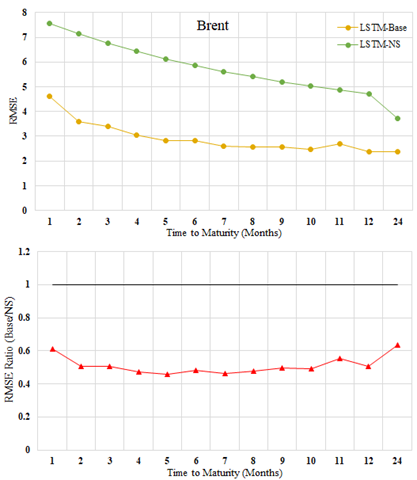 Brent
LSTM-Base
LSTM-NS
8
7
6
5
4
3
2
1
0
RMSE
1 2 3 4 5 6 7 8 9 10 11 12 24
Time to Maturity (Months)
1.2
1
0.8
0.6
0.4
0.2
0
RMSE Ratio (Base/NS)
1 2 3 4 5 6 7 8 9 10 11 12 24
Time to Maturity (Months)